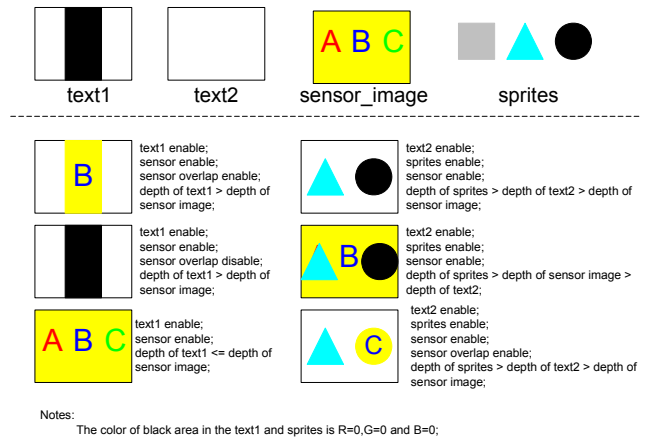 A B C
text1
text2
sensor_image
sprites
B
text1 enable;
sensor enable;
sensor overlap enable;
depth of text1 > depth of
sensor image;
text2 enable;
sprites enable;
sensor enable;
depth of sprites > depth of text2 > depth of
sensor image;
text1 enable;
sensor enable;
sensor overlap disable;
depth of text1 > depth of
sensor image;
B
text2 enable;
sprites enable;
sensor enable;
depth of sprites > depth of sensor image >
depth of text2;
A B C
text1 enable;
sensor enable;
depth of text1 <= depth of
sensor image;
C
text2 enable;
sprites enable;
sensor enable;
sensor overlap enable;
depth of sprites > depth of text2 > depth of
sensor image;
Notes:
The color of black area in the text1 and sprites is R=0,G=0 and B=0;